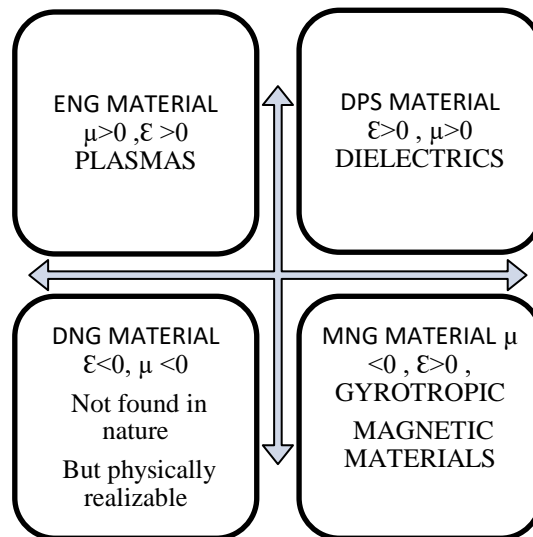 ENG MATERIAL
μ>0 ,Ɛ >0
PLASMAS
DPS MATERIAL
Ɛ>0 , μ>0
DIELECTRICS
DNG MATERIAL
Ɛ<0, μ <0
Not found in
nature
But physically
realizable
MNG MATERIAL μ
<0 , Ɛ>0 ,
GYROTROPIC
MAGNETIC
MATERIALS